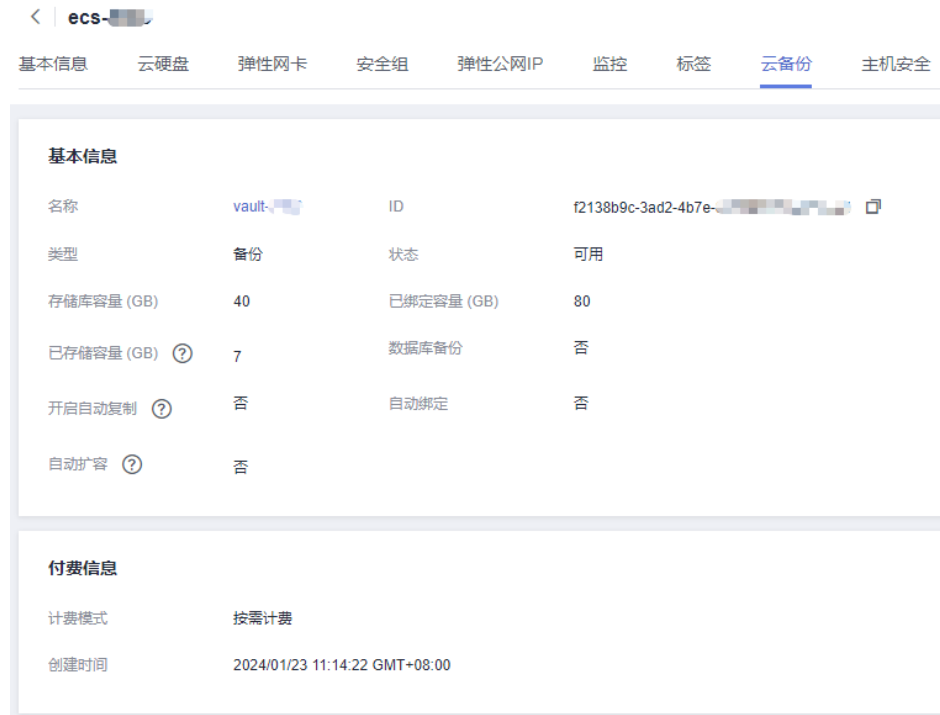 ecs-
基本信息 云硬盘 弹性网卡 安全组 弹性公网IP 监控 标签 云备份 主机安全
基本信息
名称 vault- ID f2138b9c-3ad2-4b7e-
类型 备份 状态 可用
存储库容量 (GB) 40 已绑定容量 (GB) 80
已存储容量 (GB) ? 7 数据库备份 否
开启自动复制 ? 否 自动绑定 否
自动扩容 ? 否
付费信息
计费模式 按需计费
创建时间 2024/01/23 11:14:22 GMT+08:00